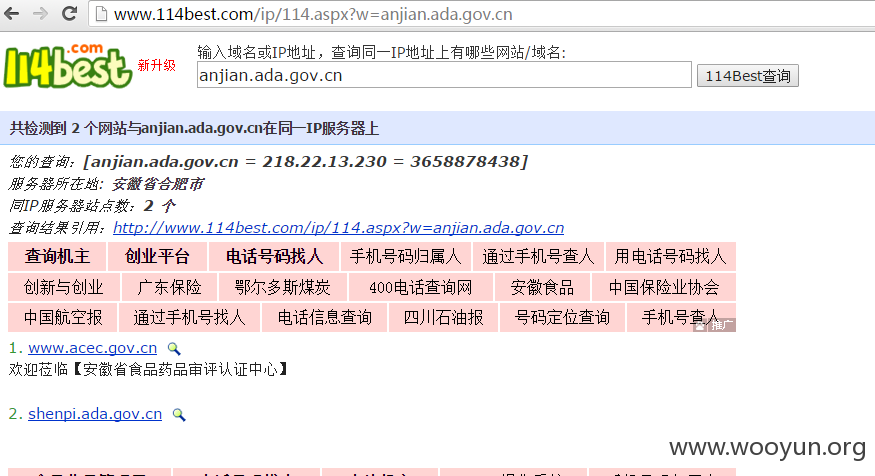 www.114best.com/ip/114.aspx?w=anjian.ada.gov.cn
114best .com 新升级
输入域名或IP地址，查询同一IP地址上有哪些网站/域名:
anjian.ada.gov.cn 114Best查询
共检测到 2 个网站与anjian.ada.gov.cn在同一IP服务器上
您的查询：[anjian.ada.gov.cn = 218.22.13.230 = 3658878438]
服务器所在地: 安徽省合肥市
同IP服务器站点数：2 个
查询结果引用：http://www.114best.com/ip/114.aspx?w=anjian.ada.gov.cn
查询机主 创业平台 电话号码找人 手机号码归属人 通过手机号查人 用电话号码找人
创新与创业 广东保险 鄂尔多斯煤炭 400电话查询网 安徽食品 中国保险业协会
中国航空报 通过手机号找人 电话信息查询 四川石油报 号码定位查询 手机号查人
推广
1. www.acec.gov.cn
欢迎莅临【安徽省食品药品审评认证中心】
2. shenpi.ada.gov.cn
www.wooyun.org